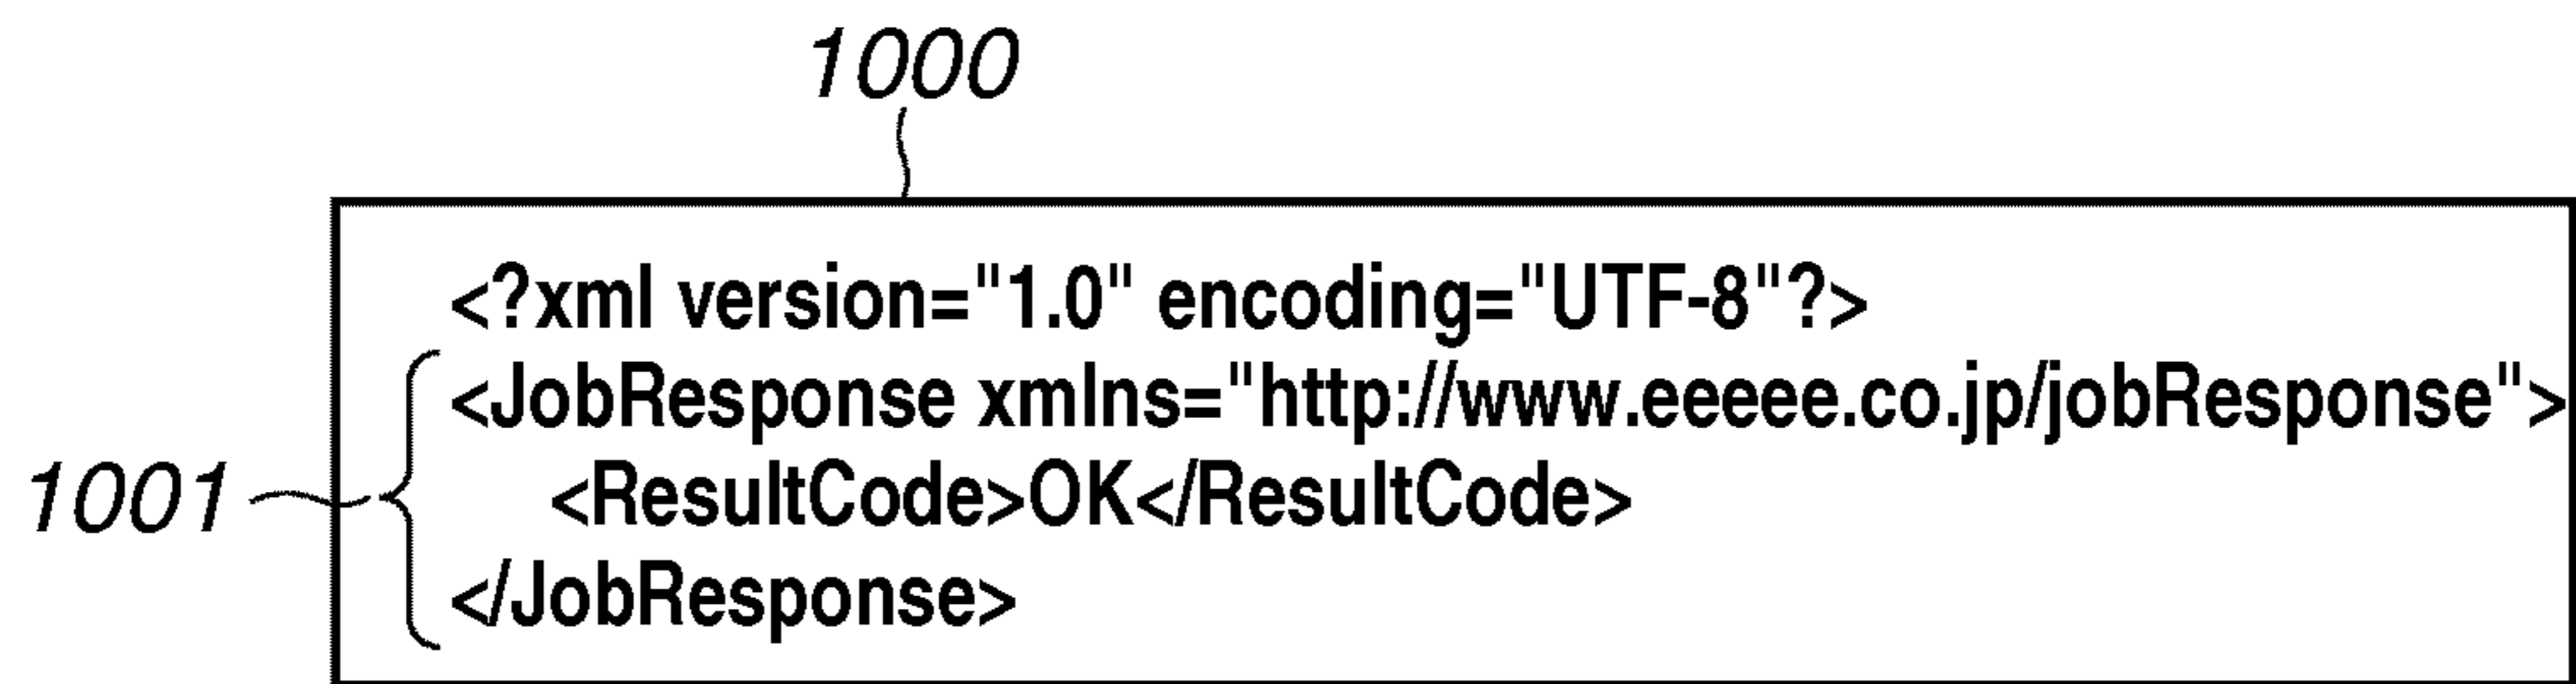 1000
<?xml version="1.0" encoding="UTF-8"?>
<JobResponse xmlns="http://www.eeeee.co.jp/jobResponse">
1001
<ResultCode>OK</ResultCode>
</JobResponse>